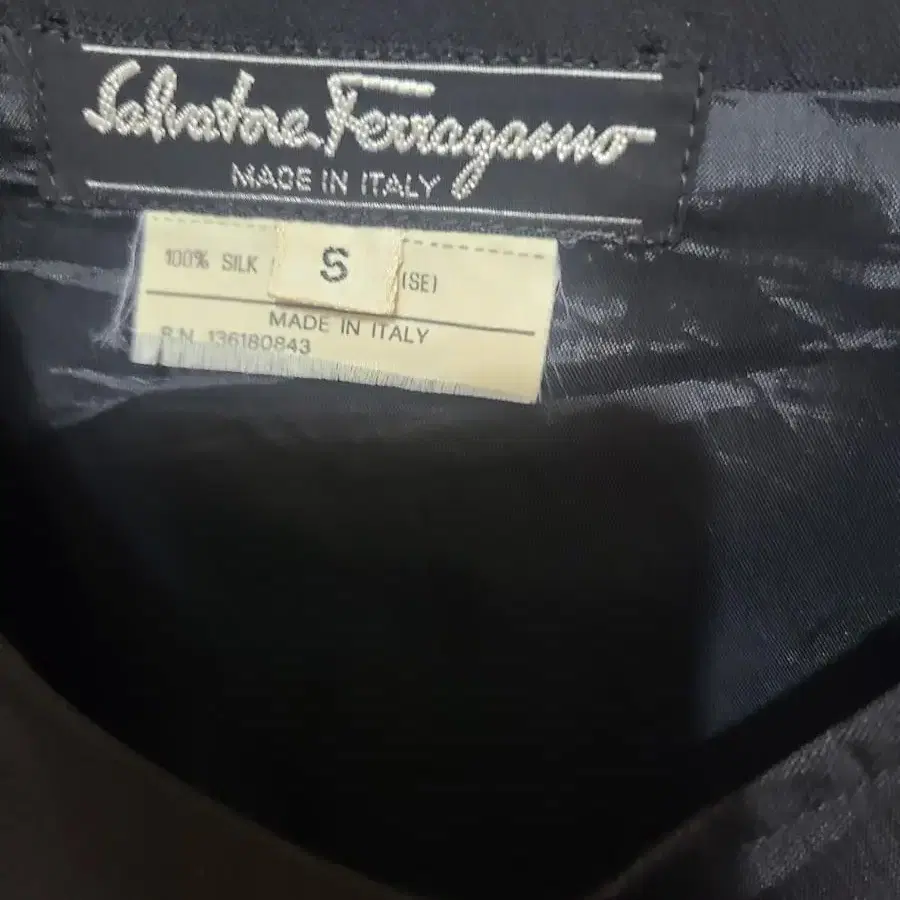 Salvatore Ferragamo
MADE IN ITALY
100% SILK S (SE)
MADE IN ITALY
R.N. 136180843